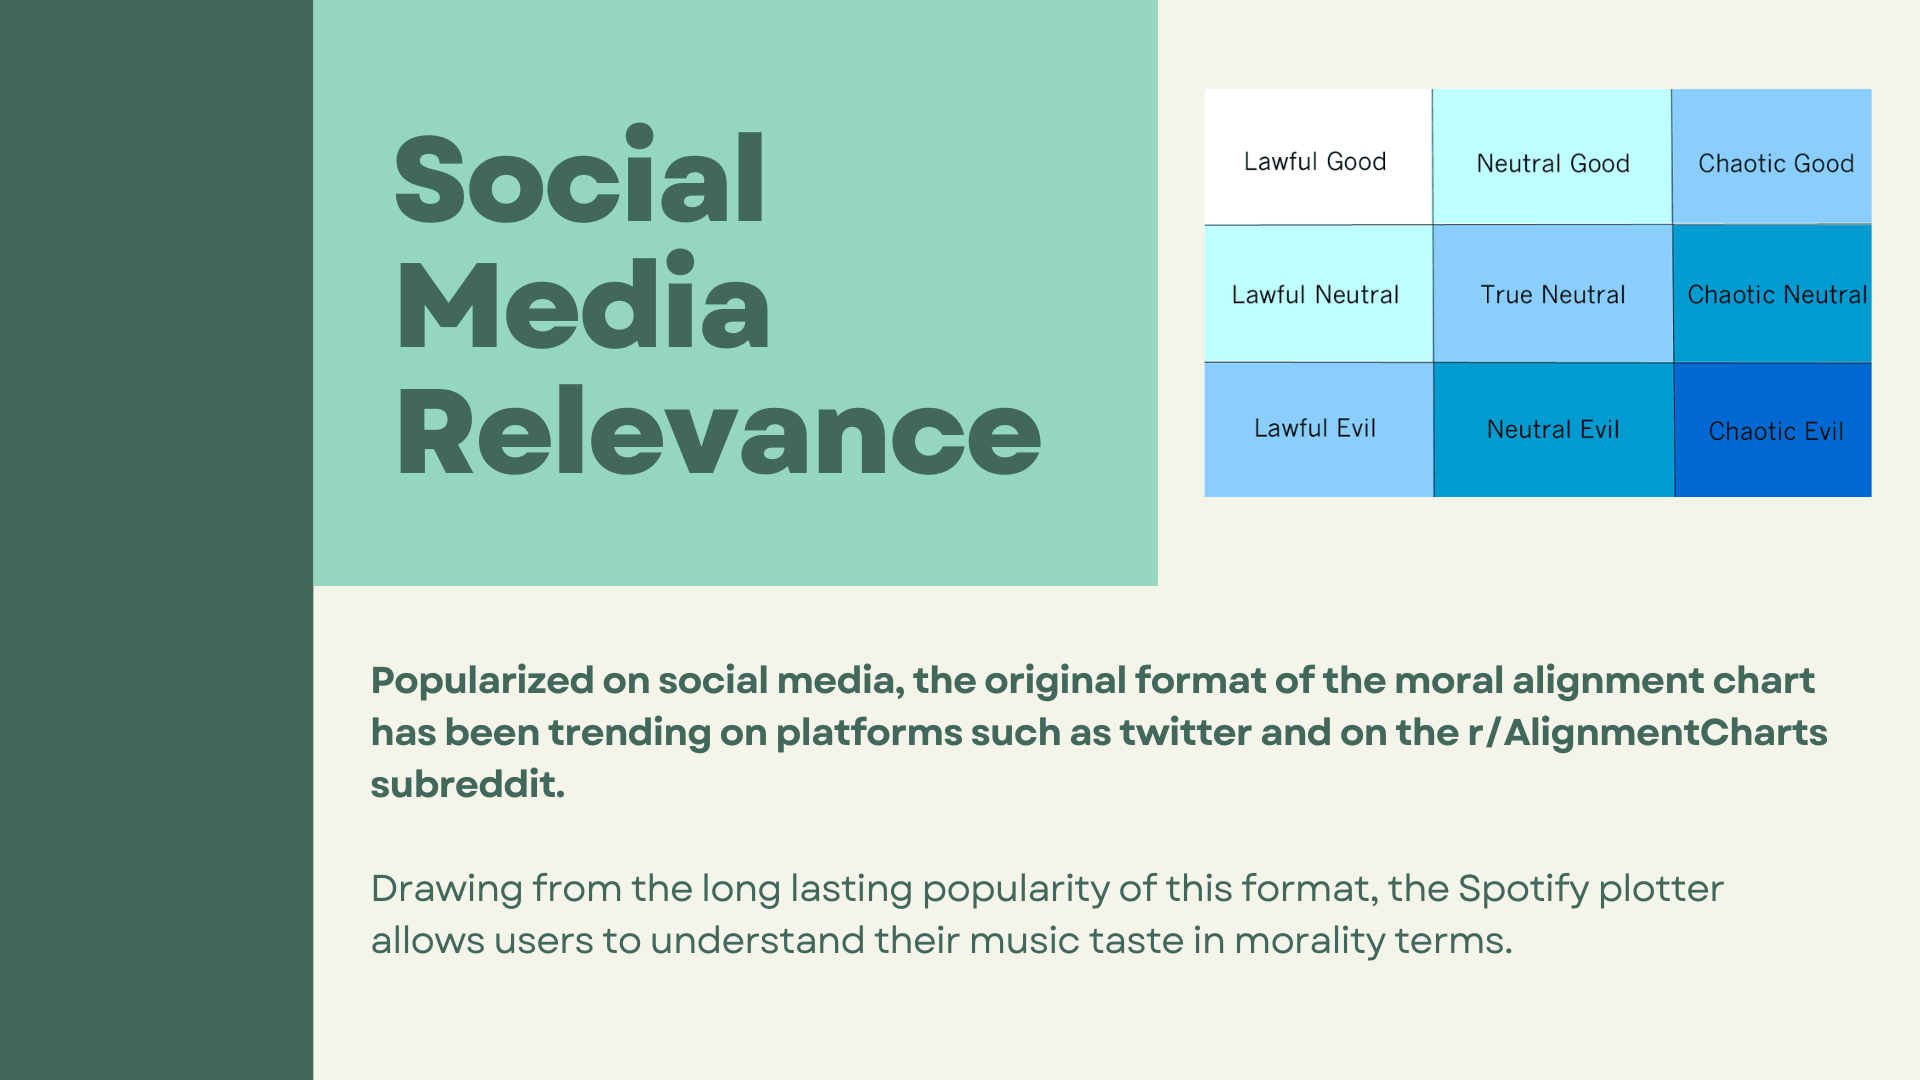 Social
Media
Relevance
Lawful Good
Neutral Good
Chaotic Good
Lawful Neutral
True Neutral
Chaotic Neutral
Lawful Evil
Neutral Evil
Chaotic Evil
Popularized on social media, the original format of the moral alignment chart
has been trending on platforms such as twitter and on the r/AlignmentCharts
subreddit.
Drawing from the long lasting popularity of this format, the Spotify plotter
allows users to understand their music taste in morality terms.